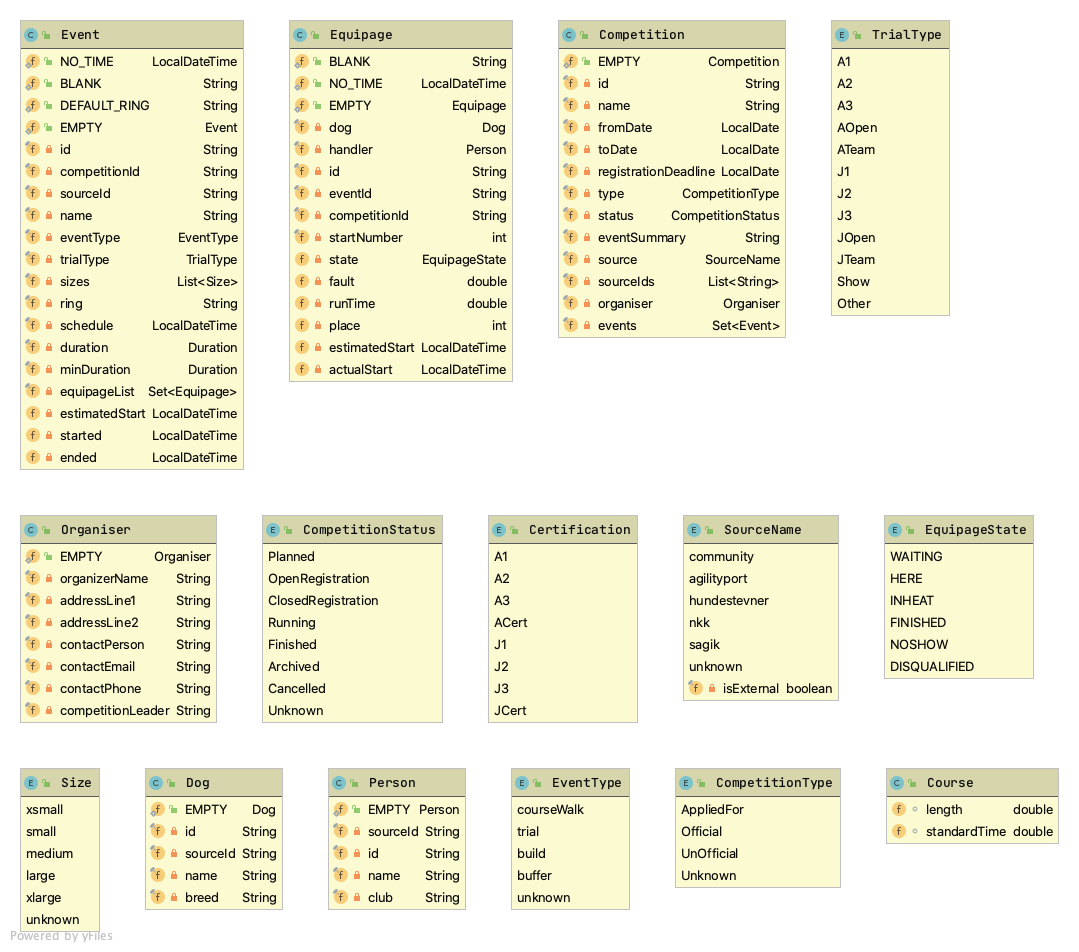 Event
NO_TIME LocalDateTime
BLANK String
DEFAULT_RING String
EMPTY Event
id String
competitionId String
sourceId String
name String
eventType EventType
trialType TrialType
sizes List<Size>
ring String
schedule LocalDateTime
duration Duration
minDuration Duration
equipageList Set<Equipage>
estimatedStart LocalDateTime
started LocalDateTime
ended LocalDateTime
Equipage
BLANK String
NO_TIME LocalDateTime
EMPTY Equipage
dog Dog
handler Person
id String
eventId String
competitionId String
startNumber int
state EquipageState
fault double
runTime double
place int
estimatedStart LocalDateTime
actualStart LocalDateTime
Competition
EMPTY Competition
id String
name String
fromDate LocalDate
toDate LocalDate
registrationDeadline LocalDate
type CompetitionType
status CompetitionStatus
eventSummary String
source SourceName
sourceIds List<String>
organiser Organiser
events Set<Event>
TrialType
A1
A2
A3
AOpen
ATeam
J1
J2
J3
JOpen
JTeam
Show
Other
Organiser
EMPTY Organiser
organizerName String
addressLine1 String
addressLine2 String
contactPerson String
contactEmail String
contactPhone String
competitionLeader String
CompetitionStatus
Planned
OpenRegistration
ClosedRegistration
Running
Finished
Archived
Cancelled
Unknown
Certification
A1
A2
A3
ACert
J1
J2
J3
JCert
SourceName
community
agilityport
hundestevner
nkk
sagik
unknown
isExternal boolean
EquipageState
WAITING
HERE
INHEAT
FINISHED
NOSHOW
DISQUALIFIED
Size
xsmall
small
medium
large
xlarge
unknown
Dog
EMPTY Dog
id String
sourceId String
name String
breed String
Person
EMPTY Person
sourceId String
id String
name String
club String
EventType
courseWalk
trial
build
buffer
unknown
CompetitionType
AppliedFor
Official
UnOfficial
Unknown
Course
length double
standardTime double
Powered by yFiles